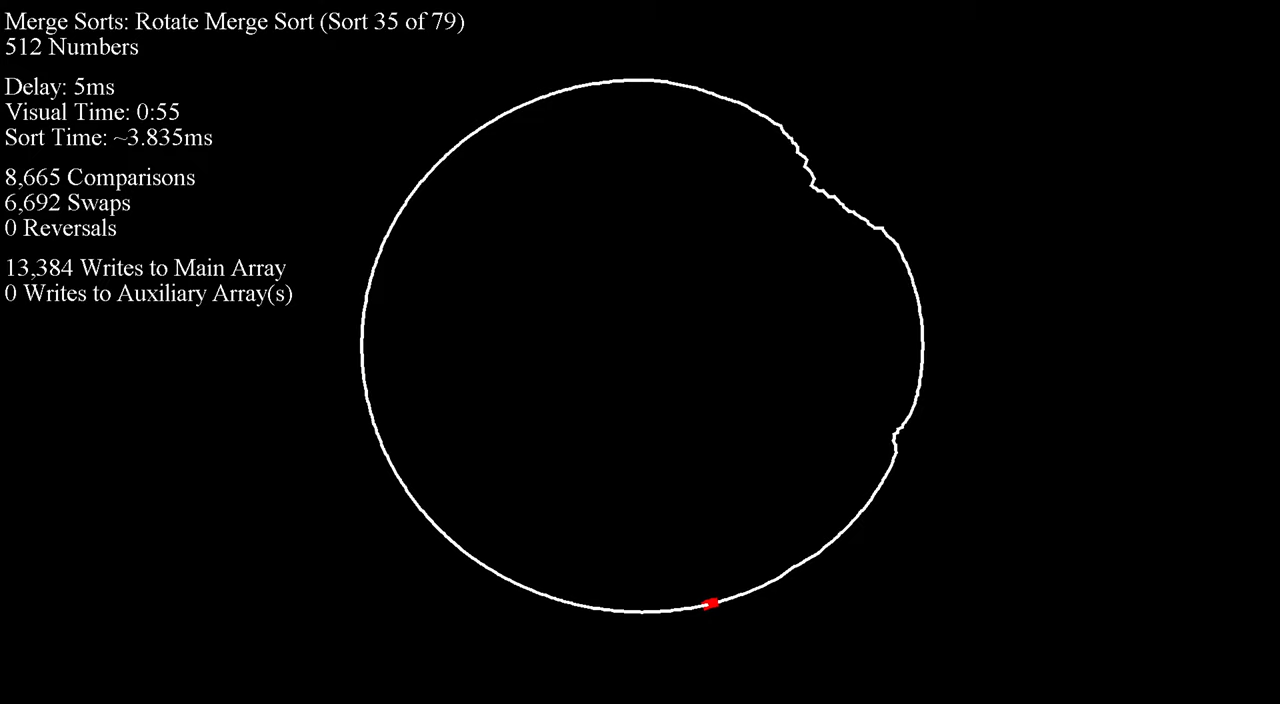 Merge Sorts: Rotate Merge Sort (Sort 35 of 79)
512 Numbers
Delay: 5ms
Visual Time: 0:55
Sort Time: ~3.835ms
8,665 Comparisons
6,692 Swaps
0 Reversals
13,384 Writes to Main Array
0 Writes to Auxiliary Array(s)